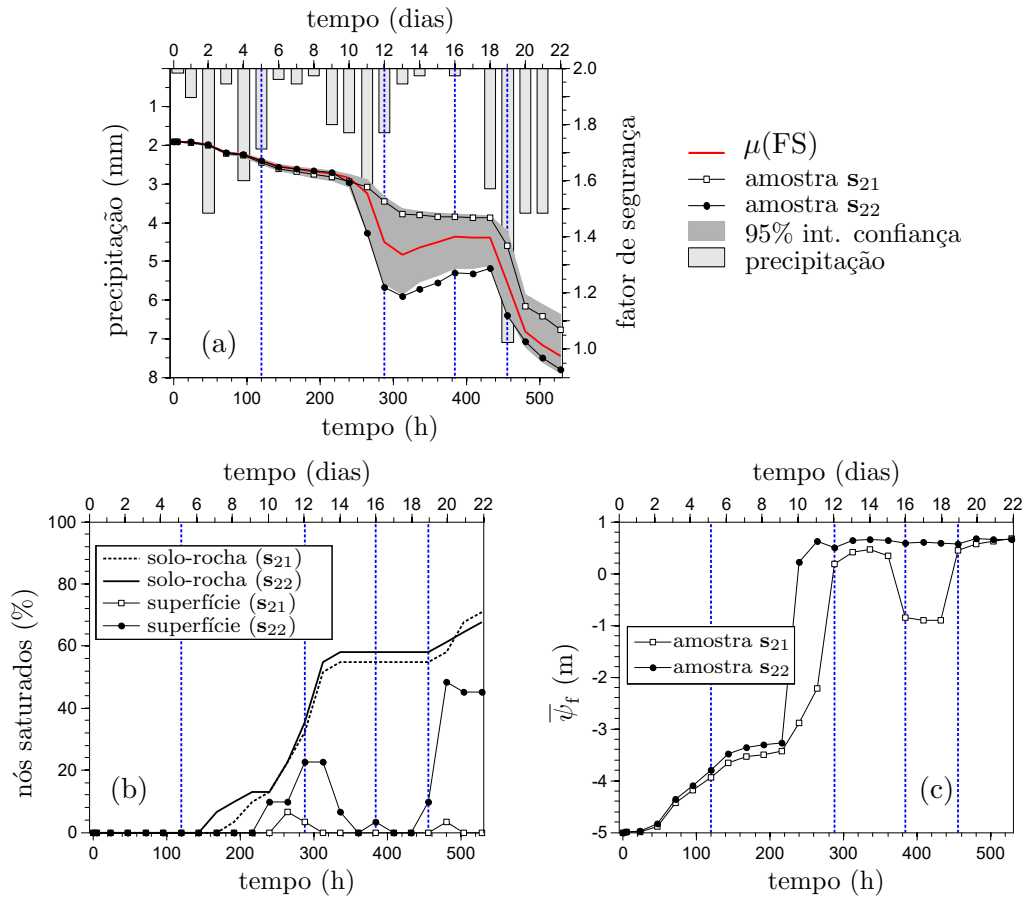 tempo (dias)
0 2 4 6 8 10 12 14 16 18 20 22
precipitação (mm)
1
2
3
4
5
6
7
8
2.0
1.8
1.6
1.4
1.2
1.0
fator de segurança
(a)
0 100 200 300 400 500
tempo (h)
μ(FS)
amostra s21
amostra s22
95% int. confiança
precipitação
tempo (dias)
0 2 4 6 8 10 12 14 16 18 20 22
nós saturados (%)
100
80
60
40
20
0
solo-rocha (s21)
solo-rocha (s22)
superfície (s21)
superfície (s22)
(b)
0 100 200 300 400 500
tempo (h)
tempo (dias)
0 2 4 6 8 10 12 14 16 18 20 22
ψ̅f (m)
1
0
-1
-2
-3
-4
-5
amostra s21
amostra s22
(c)
0 100 200 300 400 500
tempo (h)